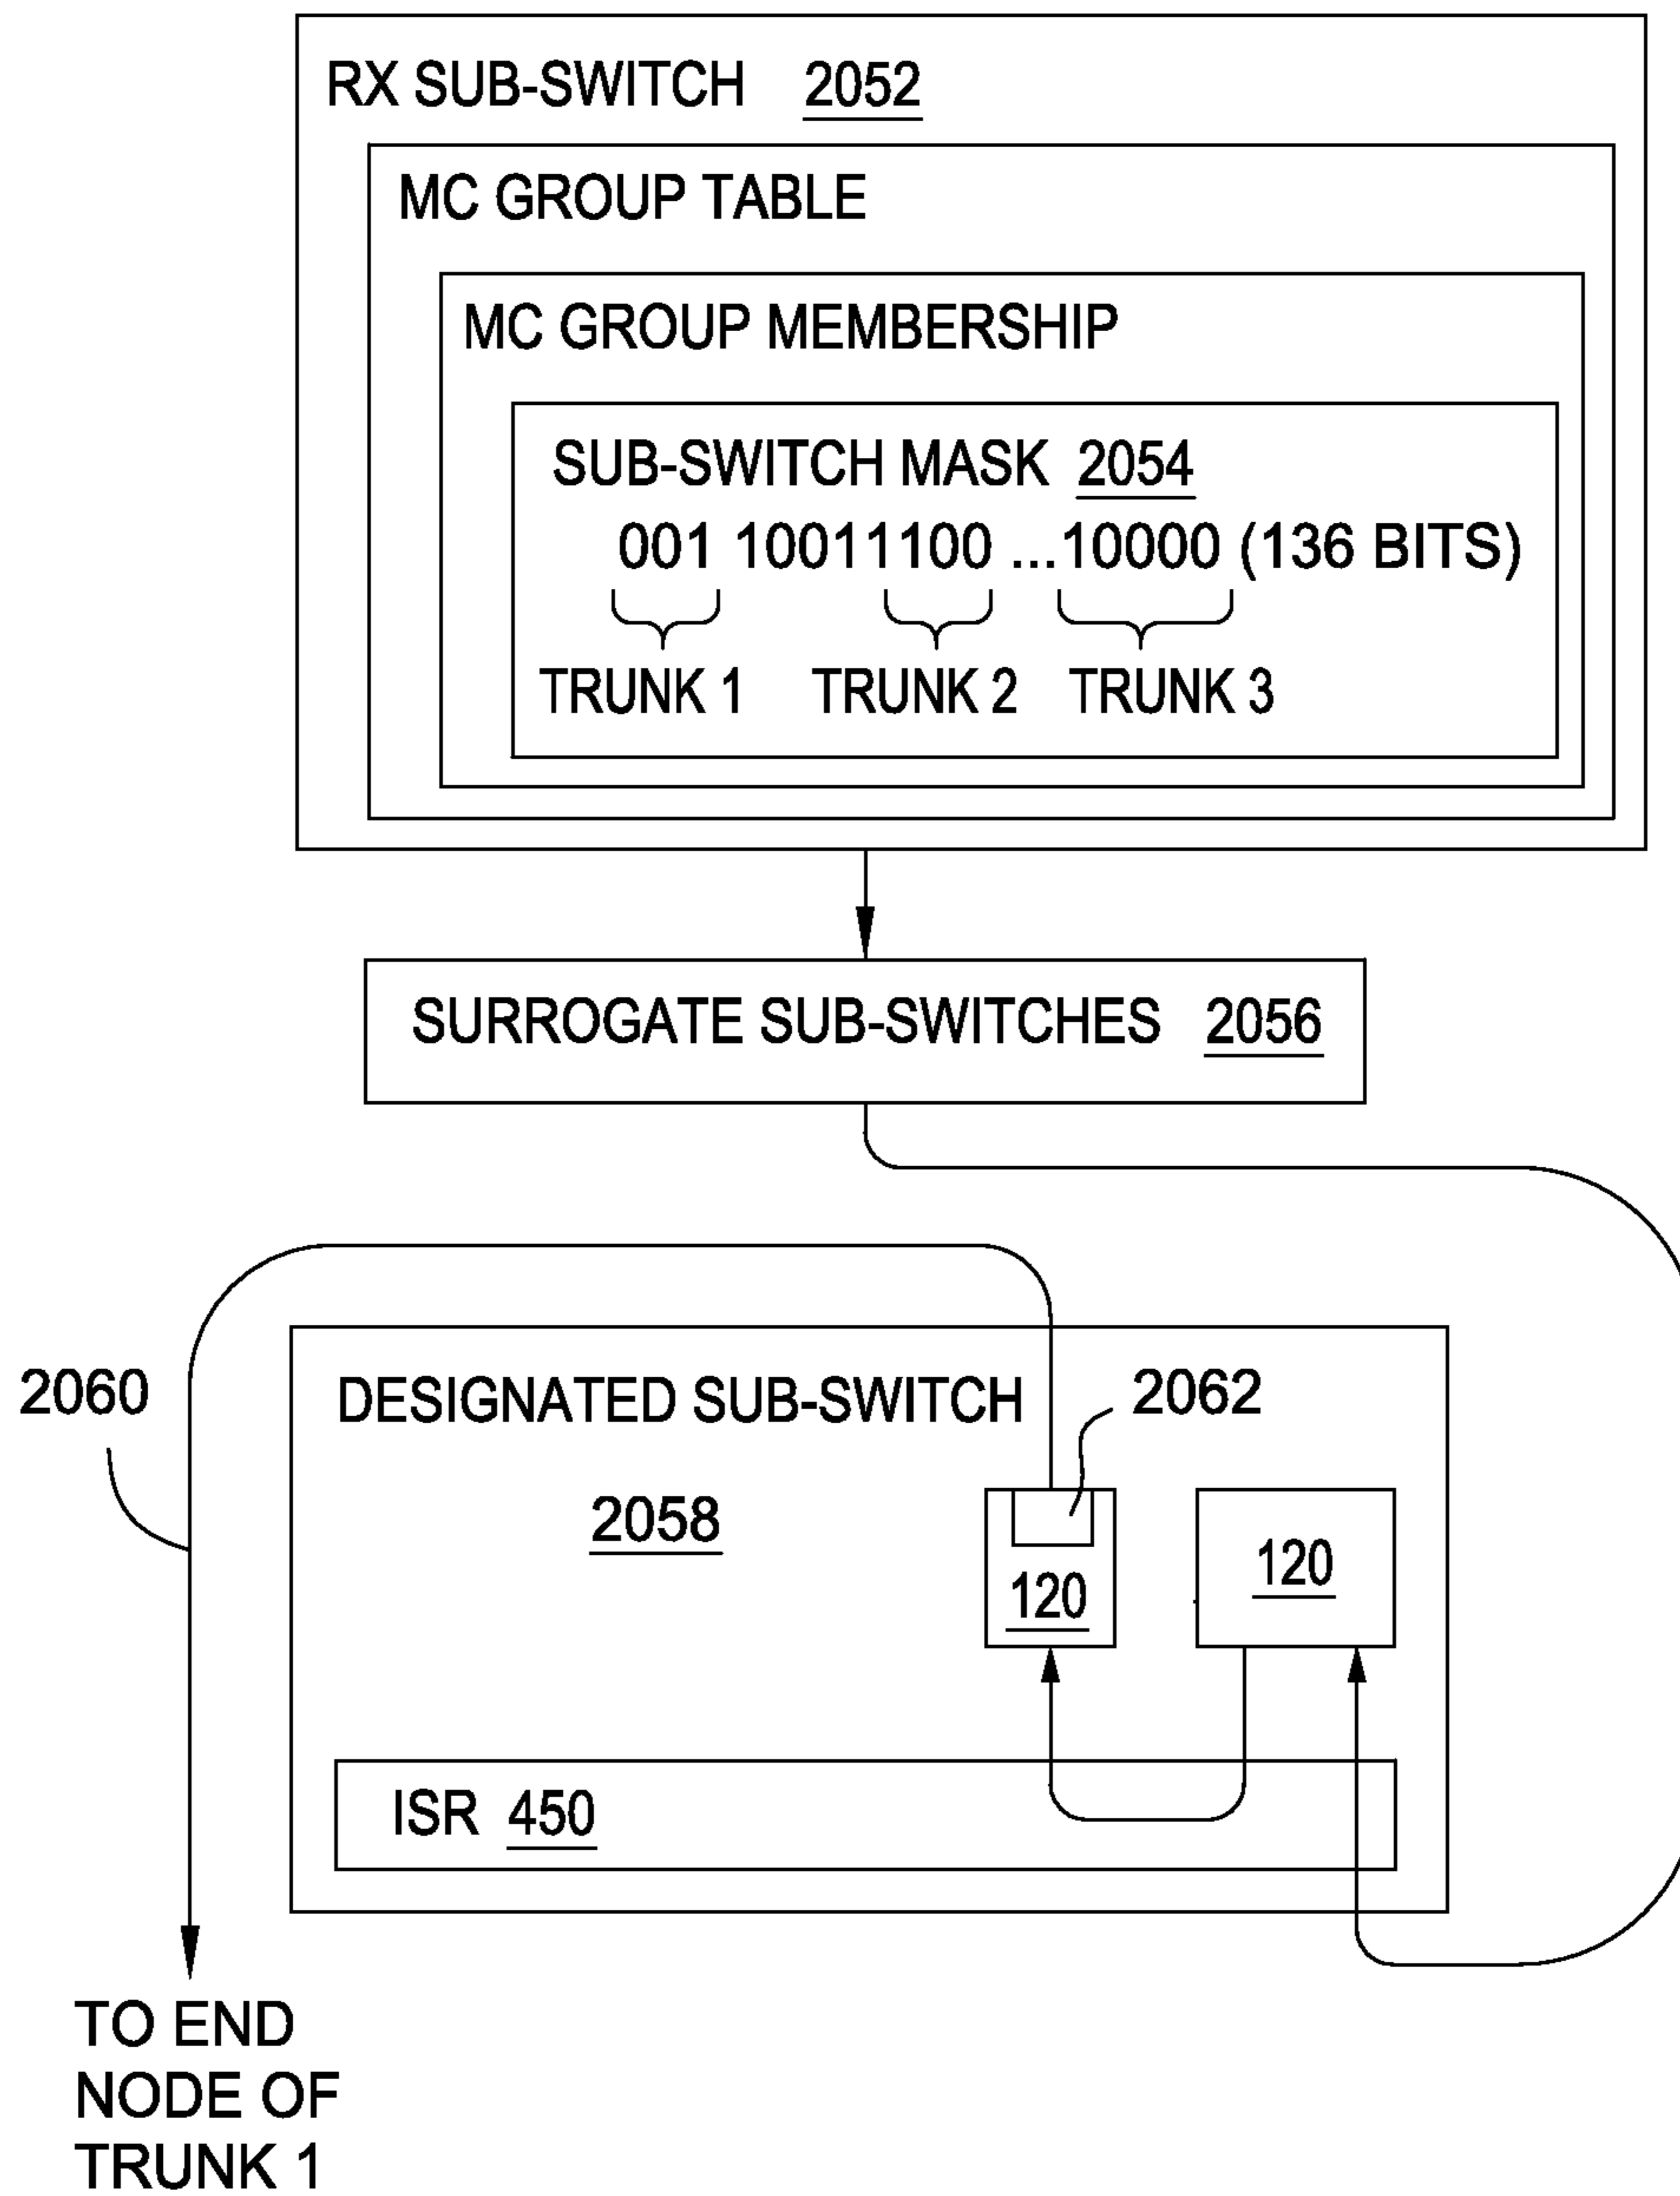 RX SUB-SWITCH 2052
MC GROUP TABLE
MC GROUP MEMBERSHIP
SUB-SWITCH MASK 2054
001 10011100 ...10000 (136 BITS)
TRUNK 1 TRUNK 2 TRUNK 3
SURROGATE SUB-SWITCHES 2056
2060
DESIGNATED SUB-SWITCH
2062
2058
120
120
ISR 450
TO END
NODE OF
TRUNK 1